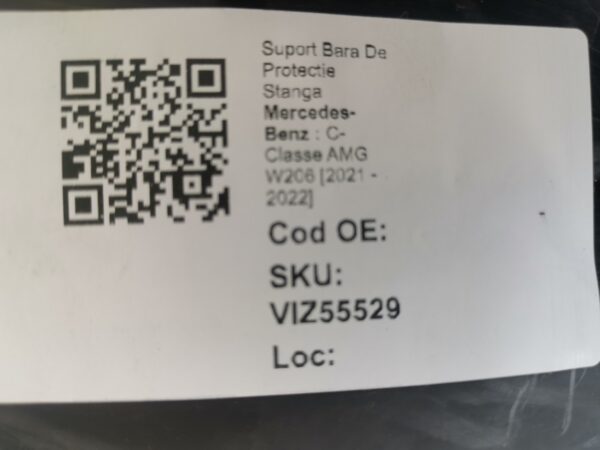 Suport Bara De
Protectie
Stanga
Mercedes-
Benz : C-
Classe AMG
W206 [2021 -
2022]
Cod OE:
SKU:
VIZ55529
Loc: